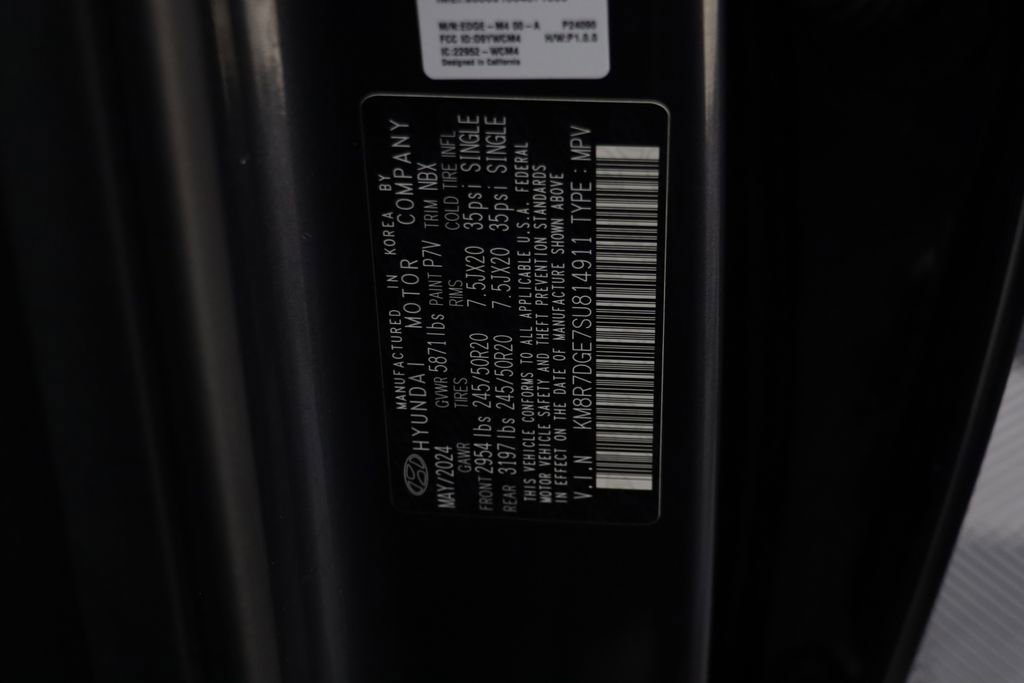 M/N:EDGE-M4 00-A P24090
FCC ID:O9YWCM4 H/W:P1.0.0
IC:22952-WCM4
Designed in California
MANUFACTURED IN KOREA BY
HYUNDAI MOTOR COMPANY
MAY/2024 GVWR 5871lbs PAINT P7V TRIM NBX
GAWR TIRES RIMS COLD TIRE INFL
FRONT 2954lbs 245/50R20 7.5JX20 35psi SINGLE
REAR 3197lbs 245/50R20 7.5JX20 35psi SINGLE
THIS VEHICLE CONFORMS TO ALL APPLICABLE U.S.A. FEDERAL
MOTOR VEHICLE SAFETY AND THEFT PREVENTION STANDARDS
IN EFFECT ON THE DATE OF MANUFACTURE SHOWN ABOVE
V.I.N KM8R7DGE7SU814911 TYPE : MPV